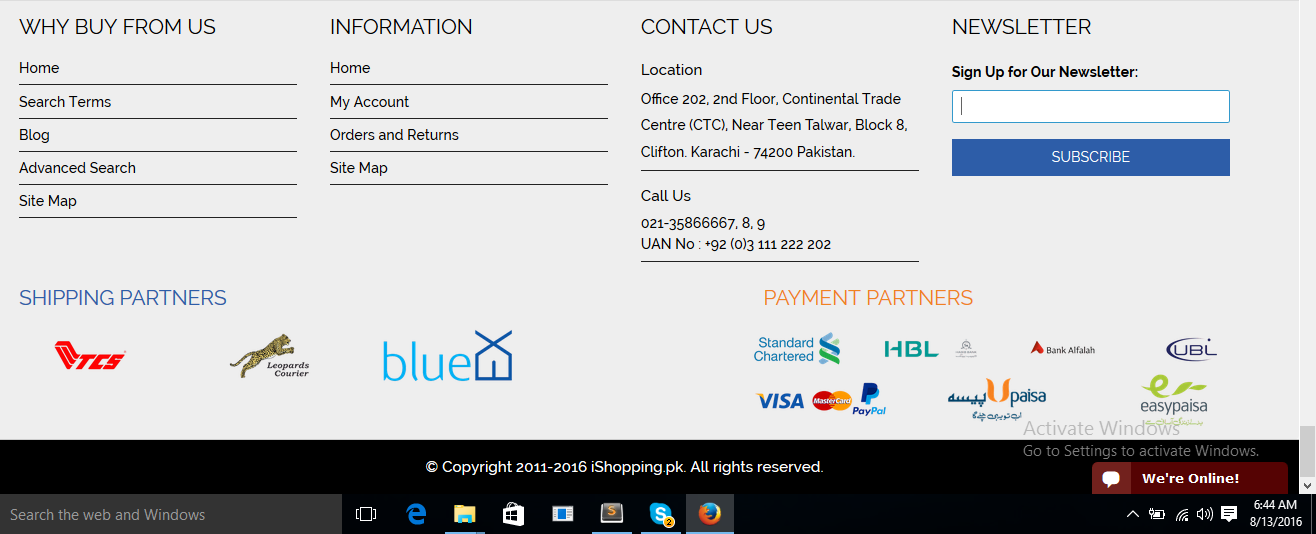 WHY BUY FROM US
Home
Search Terms
Blog
Advanced Search
Site Map
INFORMATION
Home
My Account
Orders and Returns
Site Map
CONTACT US
Location
Office 202, 2nd Floor, Continental Trade
Centre (CTC), Near Teen Talwar, Block 8,
Clifton. Karachi - 74200 Pakistan.
Call Us
021-35866667, 8, 9
UAN No : +92 (0)3 111 222 202
NEWSLETTER
Sign Up for Our Newsletter:
SUBSCRIBE
SHIPPING PARTNERS
TCS
Leopards
Courier
blueEX
PAYMENT PARTNERS
Standard
Chartered
HBL
Bank Alfalah
UBL
VISA
MasterCard
PayPal
Upaisa
پیسہ
easypaisa
Activate Windows
Go to Settings to activate Windows.
© Copyright 2011-2016 iShopping.pk. All rights reserved.
We're Online!
Search the web and Windows
S
S
2
6:44 AM
8/13/2016